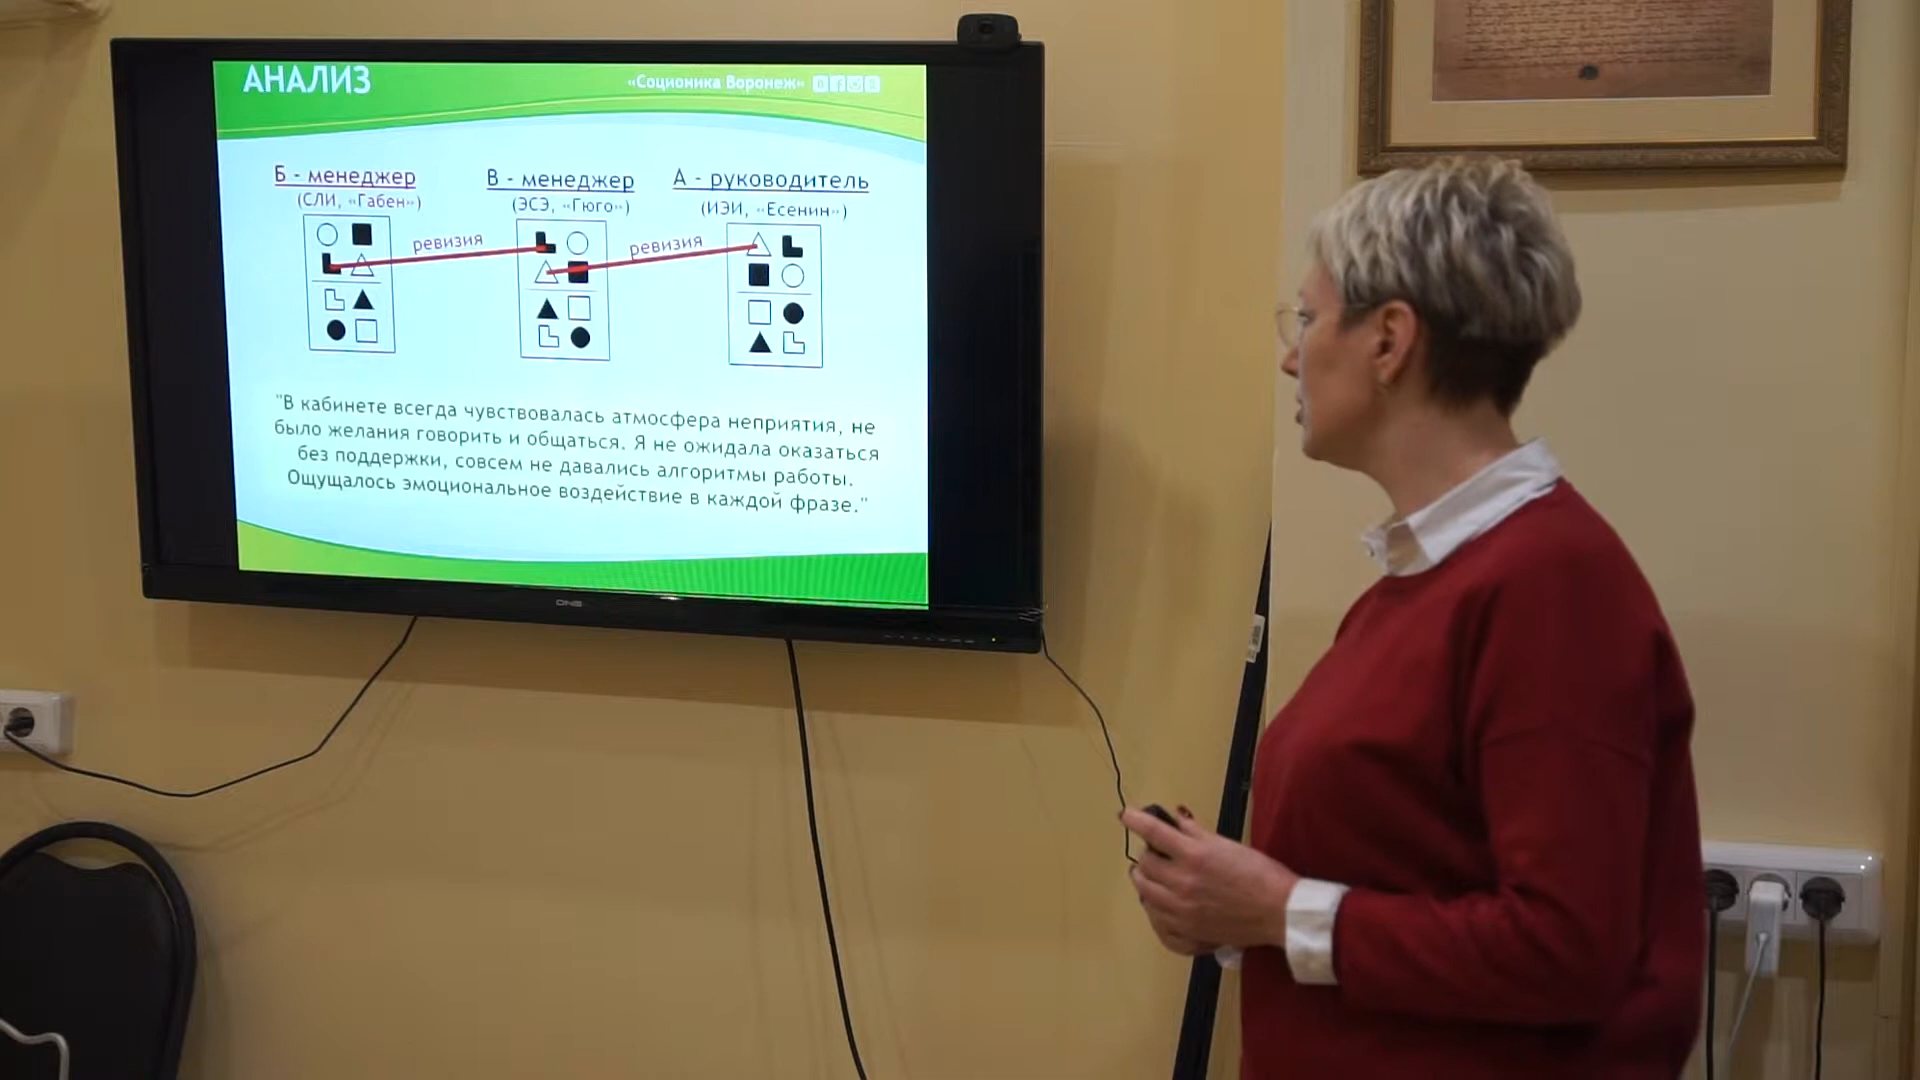 АНАЛИЗ
«Соционика Воронеж»
Б - менеджер
(СЛИ, «Габен»)
В - менеджер
(ЭСЭ, «Гюго»)
А - руководитель
(ИЭИ, «Есенин»)
ревизия
ревизия
"В кабинете всегда чувствовалась атмосфера неприятия, не
было желания говорить и общаться. Я не ожидала оказаться
без поддержки, совсем не давались алгоритмы работы.
Ощущалось эмоциональное воздействие в каждой фразе."
DNS